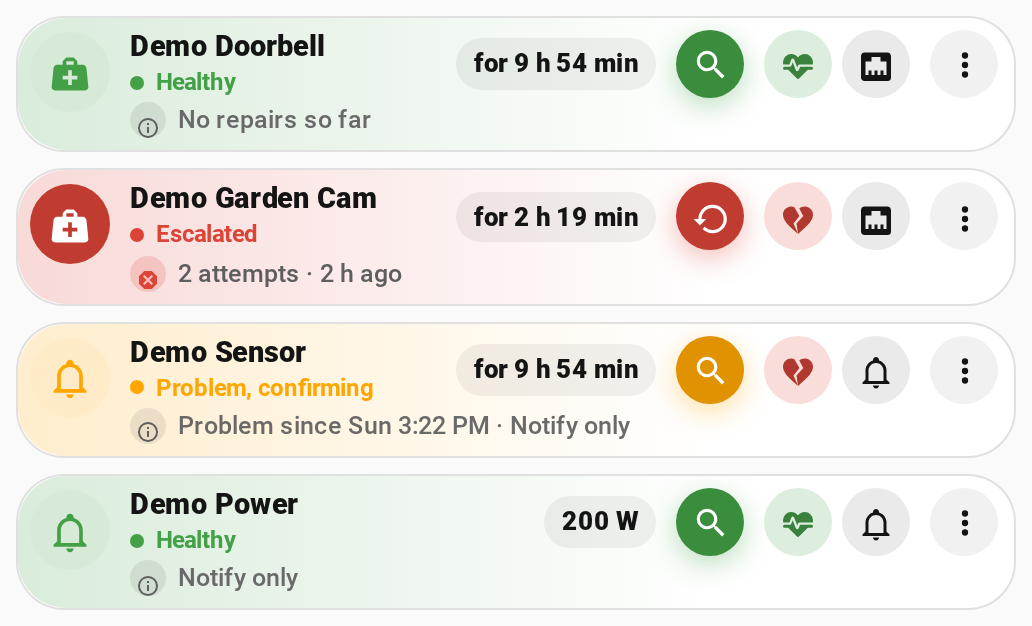 Demo Doorbell
for 9 h 54 min
Healthy
No repairs so far
Demo Garden Cam
for 2 h 19 min
Escalated
2 attempts · 2 h ago
Demo Sensor
for 9 h 54 min
Problem, confirming
Problem since Sun 3:22 PM · Notify only
Demo Power
200 W
Healthy
Notify only